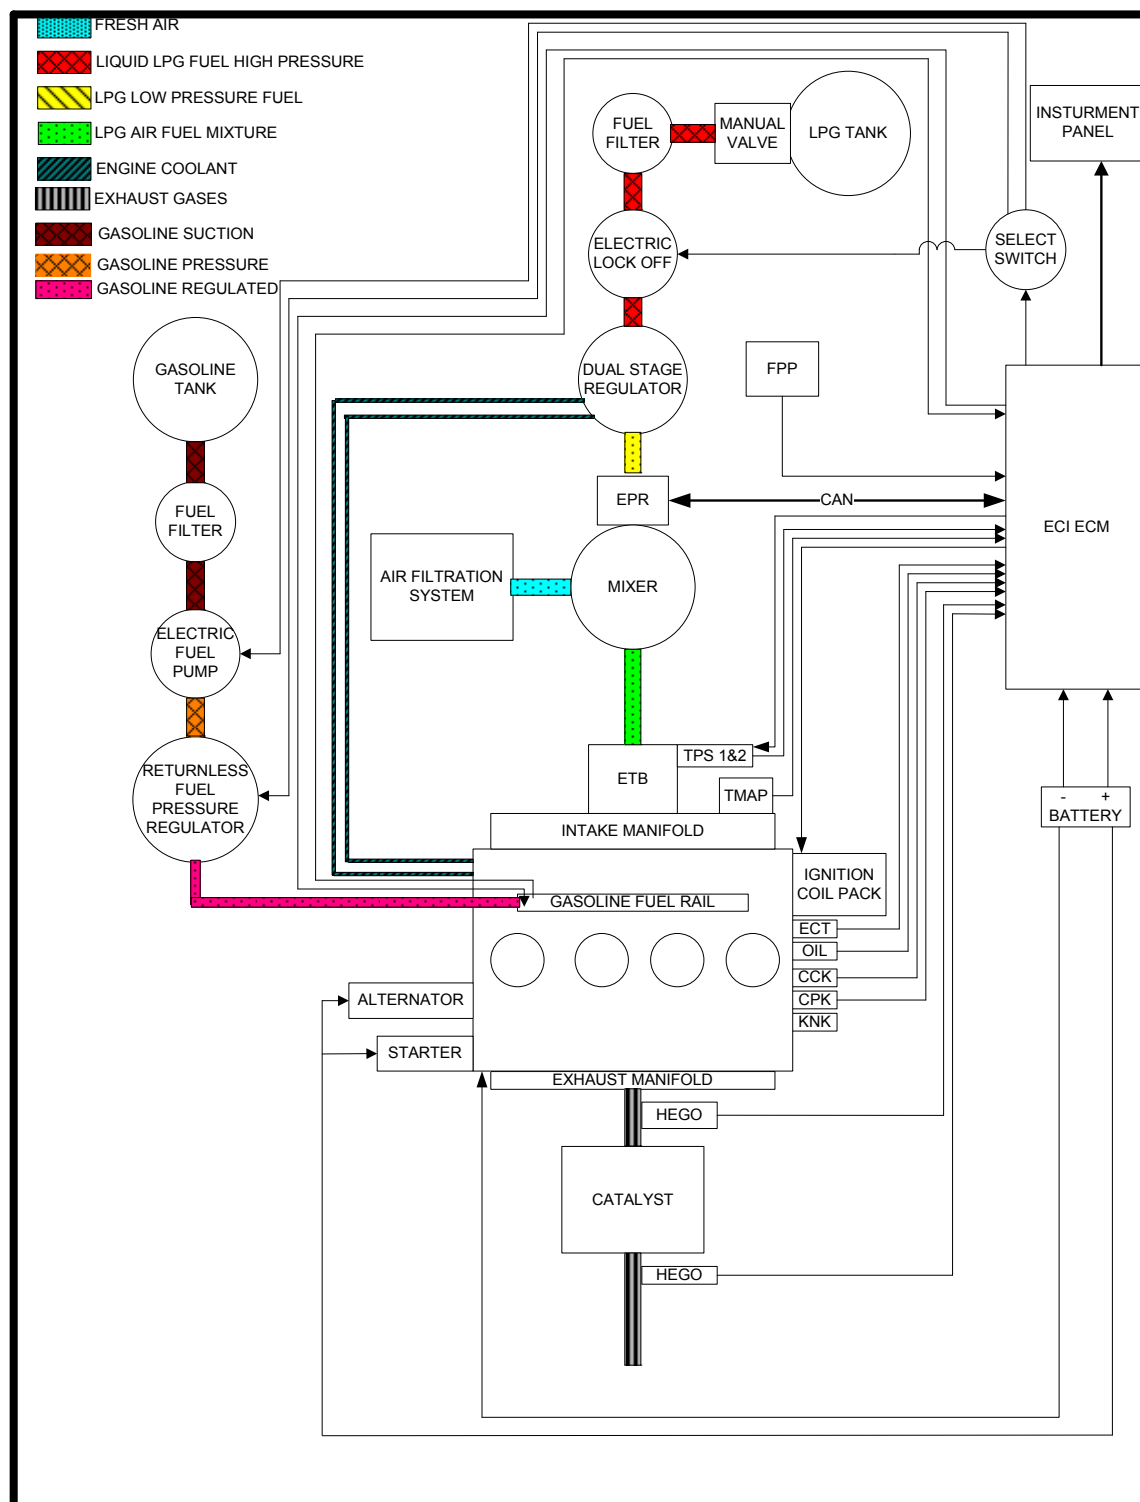 FRESH AIR
LIQUID LPG FUEL HIGH PRESSURE
LPG LOW PRESSURE FUEL
LPG AIR FUEL MIXTURE
ENGINE COOLANT
EXHAUST GASES
GASOLINE SUCTION
GASOLINE PRESSURE
GASOLINE REGULATED
FUEL
FILTER
MANUAL
VALVE
LPG TANK
INSTURMENT
PANEL
ELECTRIC
LOCK OFF
SELECT
SWITCH
GASOLINE
TANK
DUAL STAGE
REGULATOR
FPP
FUEL
FILTER
EPR
CAN
ECI ECM
AIR FILTRATION
SYSTEM
MIXER
ELECTRIC
FUEL
PUMP
RETURNLESS
FUEL
PRESSURE
REGULATOR
ETB
TPS 1&2
TMAP
- +
BATTERY
INTAKE MANIFOLD
IGNITION
COIL PACK
GASOLINE FUEL RAIL
ECT
OIL
CCK
CPK
KNK
ALTERNATOR
STARTER
EXHAUST MANIFOLD
HEGO
CATALYST
HEGO